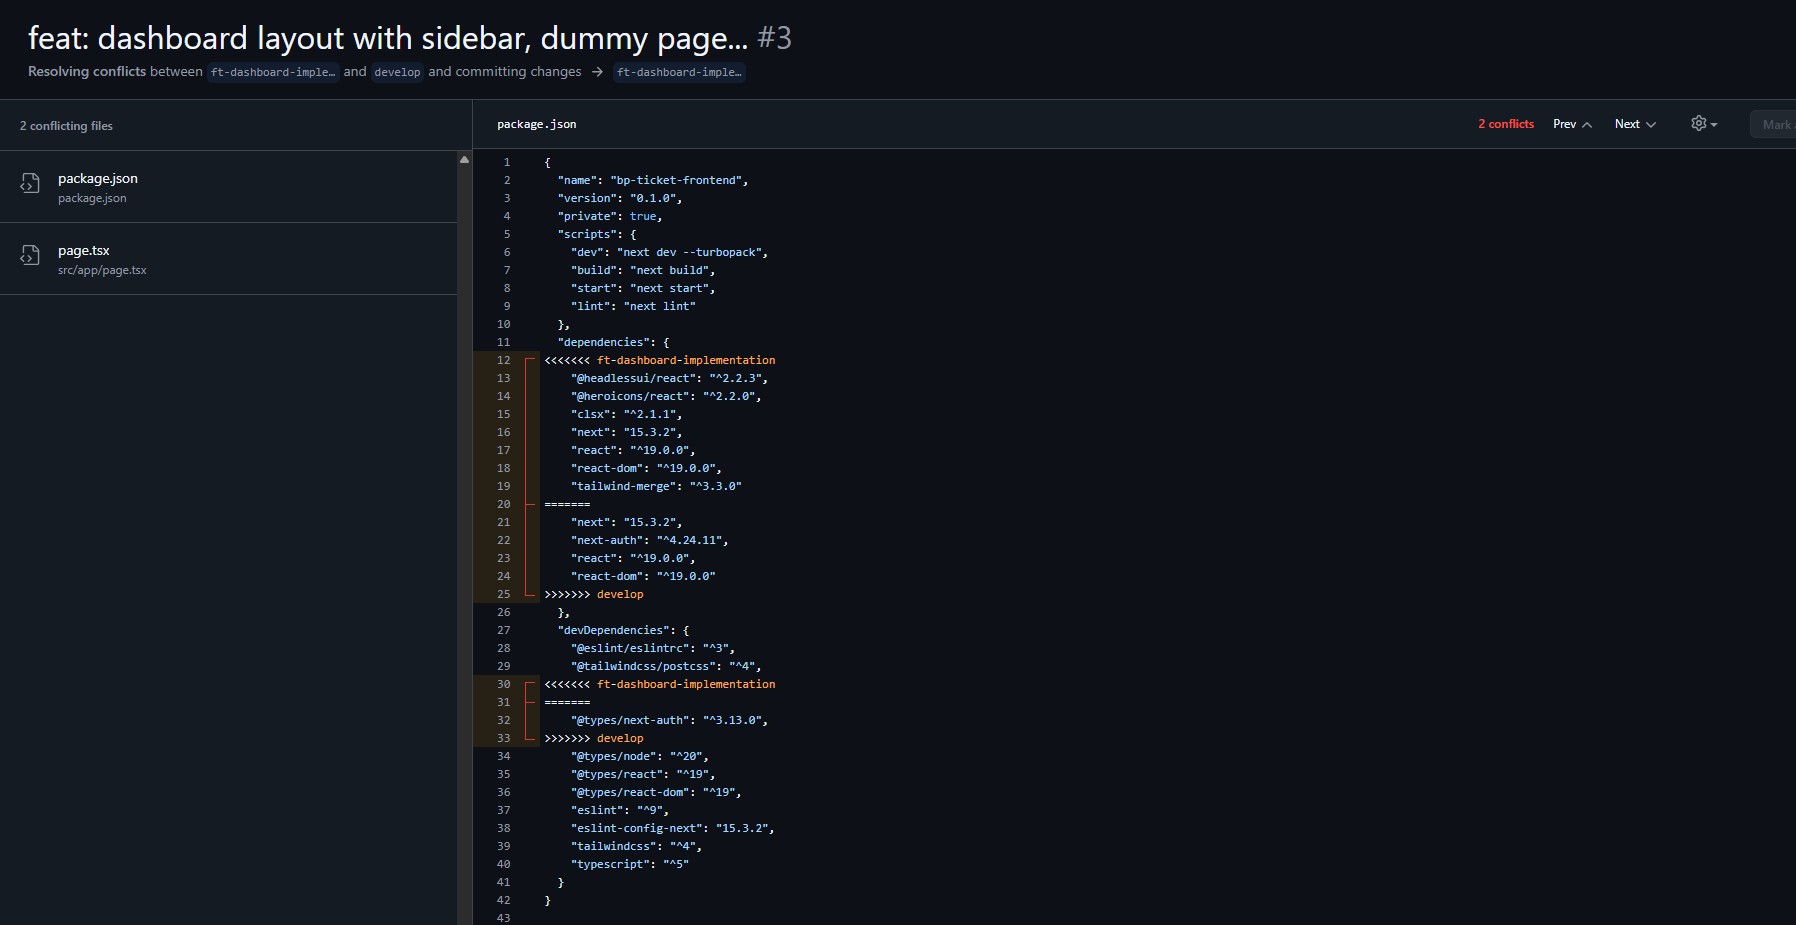 feat: dashboard layout with sidebar, dummy page... #3
Resolving conflicts between ft-dashboard-imple… and develop and committing changes → ft-dashboard-imple…
2 conflicting files
package.json
package.json
page.tsx
src/app/page.tsx
package.json
2 conflicts Prev Next Mark
1 {
2 "name": "bp-ticket-frontend",
3 "version": "0.1.0",
4 "private": true,
5 "scripts": {
6 "dev": "next dev --turbopack",
7 "build": "next build",
8 "start": "next start",
9 "lint": "next lint"
10 },
11 "dependencies": {
12 <<<<<<< ft-dashboard-implementation
13 "@headlessui/react": "^2.2.3",
14 "@heroicons/react": "^2.2.0",
15 "clsx": "^2.1.1",
16 "next": "15.3.2",
17 "react": "^19.0.0",
18 "react-dom": "^19.0.0",
19 "tailwind-merge": "^3.3.0"
20 =======
21 "next": "15.3.2",
22 "next-auth": "^4.24.11",
23 "react": "^19.0.0",
24 "react-dom": "^19.0.0"
25 >>>>>>> develop
26 },
27 "devDependencies": {
28 "@eslint/eslintrc": "^3",
29 "@tailwindcss/postcss": "^4",
30 <<<<<<< ft-dashboard-implementation
31 =======
32 "@types/next-auth": "^3.13.0",
33 >>>>>>> develop
34 "@types/node": "^20",
35 "@types/react": "^19",
36 "@types/react-dom": "^19",
37 "eslint": "^9",
38 "eslint-config-next": "15.3.2",
39 "tailwindcss": "^4",
40 "typescript": "^5"
41 }
42 }
43